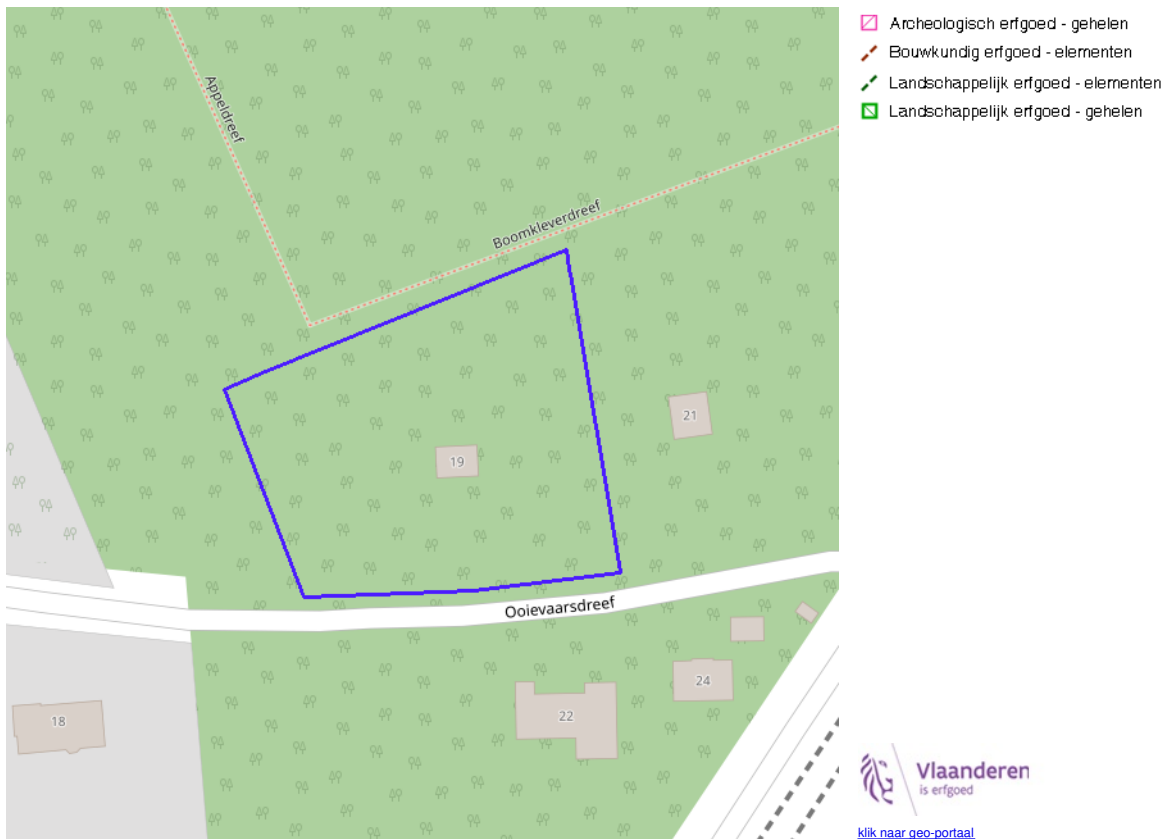 Appeldreef
Boomkleverdreef
21
19
Ooievaarsdreef
24
22
18
Archeologisch erfgoed - gehelen
Bouwkundig erfgoed - elementen
Landschappelijk erfgoed - elementen
Landschappelijk erfgoed - gehelen
Vlaanderen
is erfgoed
klik naar geo-portaal